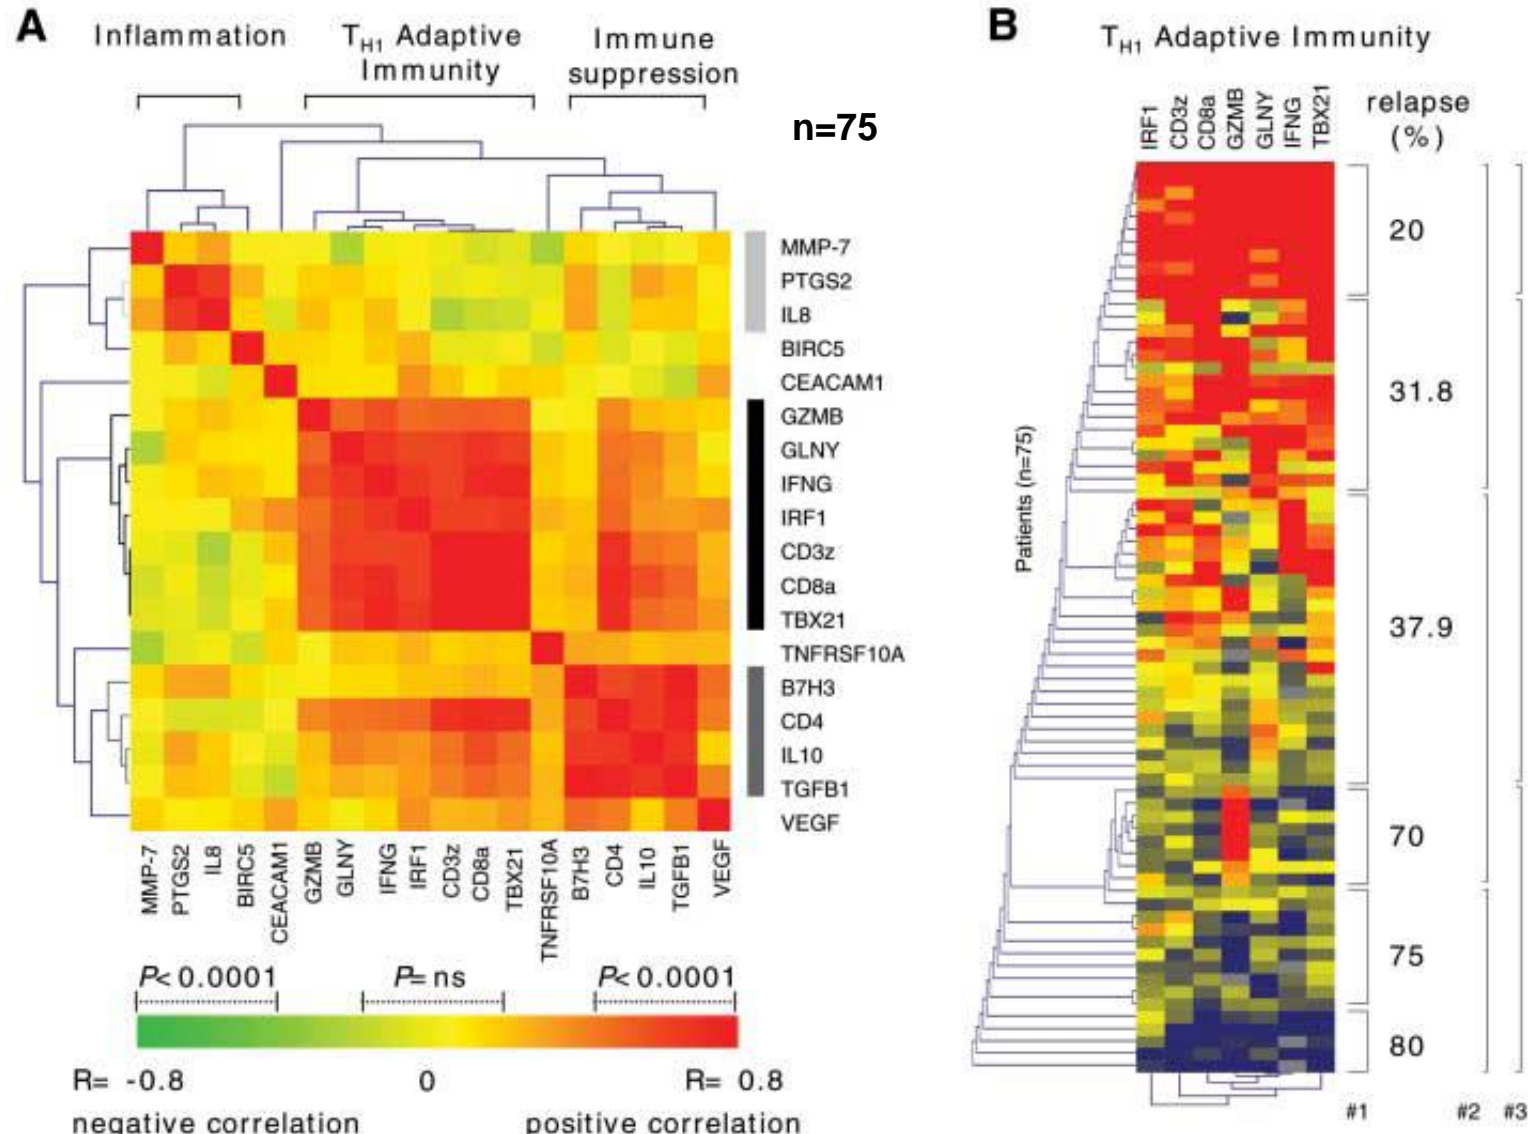 A
Inflammation
TH1 Adaptive
Immunity
Immune
suppression
n=75
MMP-7
PTGS2
IL8
BIRC5
CEACAM1
GZMB
GLNY
IFNG
IRF1
CD3z
CD8a
TBX21
TNFRSF10A
B7H3
CD4
IL10
TGFB1
VEGF
MMP-7
PTGS2
IL8
BIRC5
CEACAM1
GZMB
GLNY
IFNG
IRF1
CD3z
CD8a
TBX21
TNFRSF10A
B7H3
CD4
IL10
TGFB1
VEGF
P<0.0001
P=ns
P<0.0001
R= -0.8
0
R= 0.8
negative correlation
positive correlation
B
TH1 Adaptive Immunity
IRF1
CD3z
CD8a
GZMB
GLNY
IFNG
TBX21
relapse
(%)
Patients (n=75)
20
31.8
37.9
70
75
80
#1
#2
#3